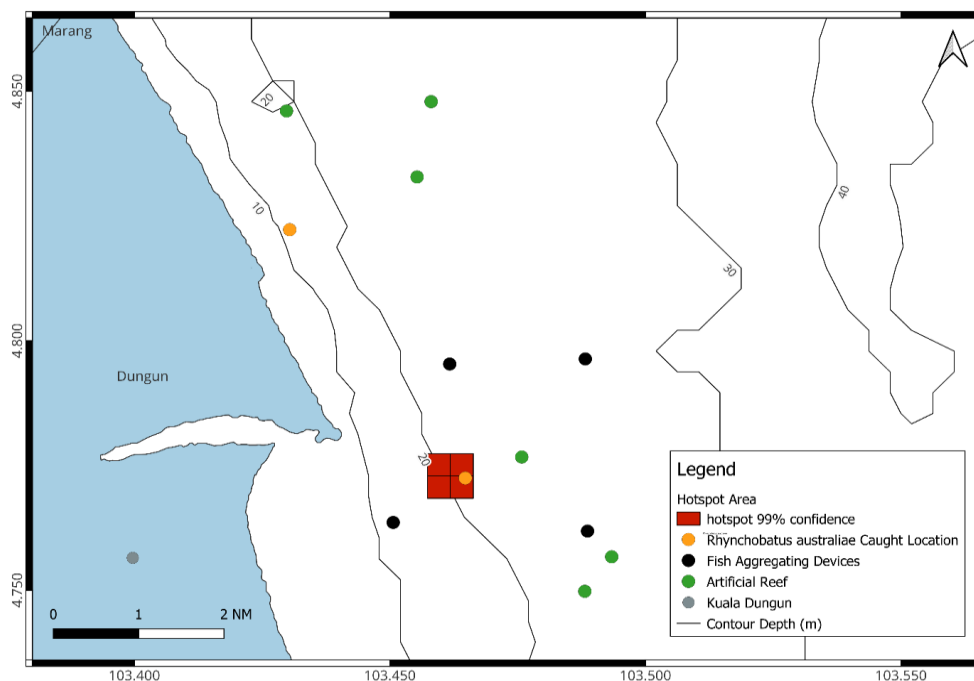 Marang
20
10
40
30
Dungun
20
4.850
4.800
4.750
0 1 2 NM
103.400 103.450 103.500 103.550
Legend
Hotspot Area
hotspot 99% confidence
Rhynchobatus australiae Caught Location
Fish Aggregating Devices
Artificial Reef
Kuala Dungun
Contour Depth (m)